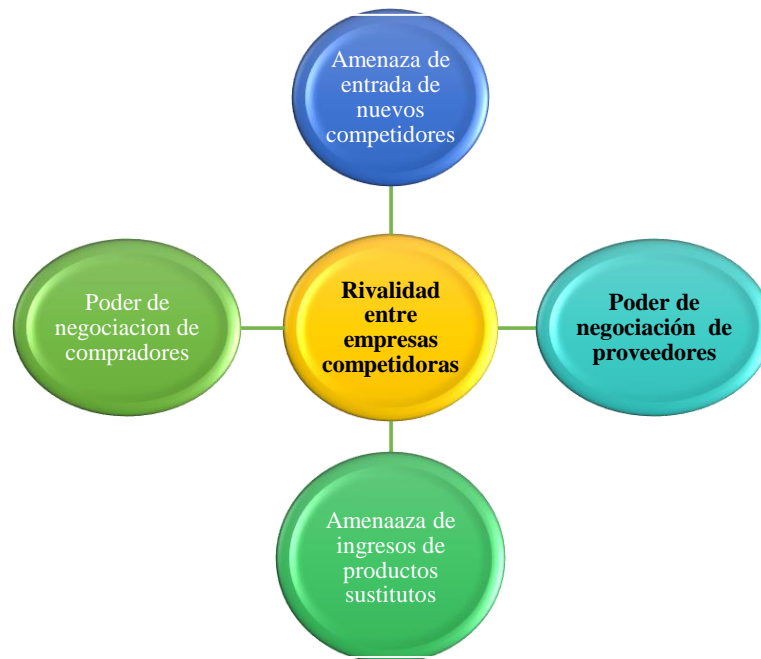 Amenaza de
entrada de
nuevos
competidores
Poder de
negociacion de
compradores
Rivalidad
entre
empresas
competidoras
Poder de
negociación de
proveedores
Amenaaza de
ingresos de
productos
sustitutos